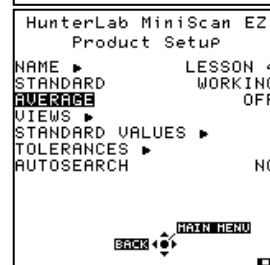 HunterLab MiniScan EZ
Product Setup
NAME ▶ LESSON 4
STANDARD WORKING
AVERAGE OFF
VIEWS ▶
STANDARD VALUES ▶
TOLERANCES ▶
AUTOSEARCH NO
MAIN MENU
BACK